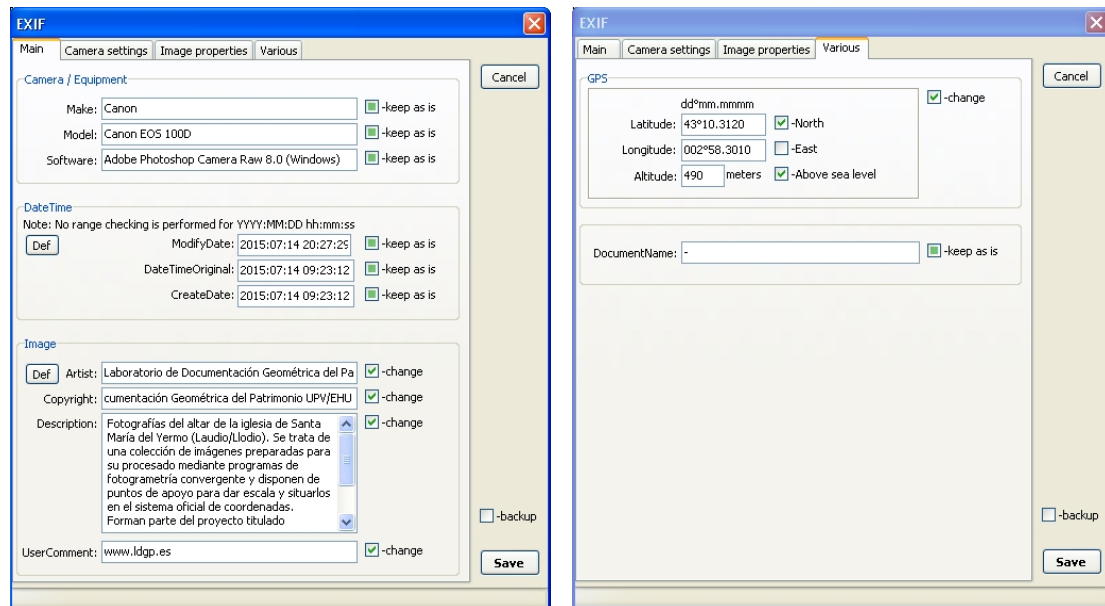 EXIF
Main Camera settings Image properties Various
Camera / Equipment
Cancel
Make: Canon -keep as is
Model: Canon EOS 100D -keep as is
Software: Adobe Photoshop Camera Raw 8.0 (Windows) -keep as is
DateTime
Note: No range checking is performed for YYYY:MM:DD hh:mm:ss
Def ModifyDate: 2015:07:14 20:27:29 -keep as is
DateTimeOriginal: 2015:07:14 09:23:12 -keep as is
CreateDate: 2015:07:14 09:23:12 -keep as is
Image
Def Artist: Laboratorio de Documentación Geométrica del Pa -change
Copyright: cumentación Geométrica del Patrimonio UPV/EHU -change
Description: Fotografías del altar de la iglesia de Santa -change
María del Yermo (Laudio/Llodio). Se trata de
una colección de imágenes preparadas para
su procesado mediante programas de
fotogrametría convergente y disponen de
puntos de apoyo para dar escala y situarlos
en el sistema oficial de coordenadas.
Forman parte del proyecto titulado
-backup
UserComment: www.ldgp.es -change
Save
EXIF
Main Camera settings Image properties Various
GPS
Cancel
-change
dd°mm.mmmm
Latitude: 43°10.3120 -North
Longitude: 002°58.3010 -East
Altitude: 490 meters -Above sea level
DocumentName: - -keep as is
-backup
Save